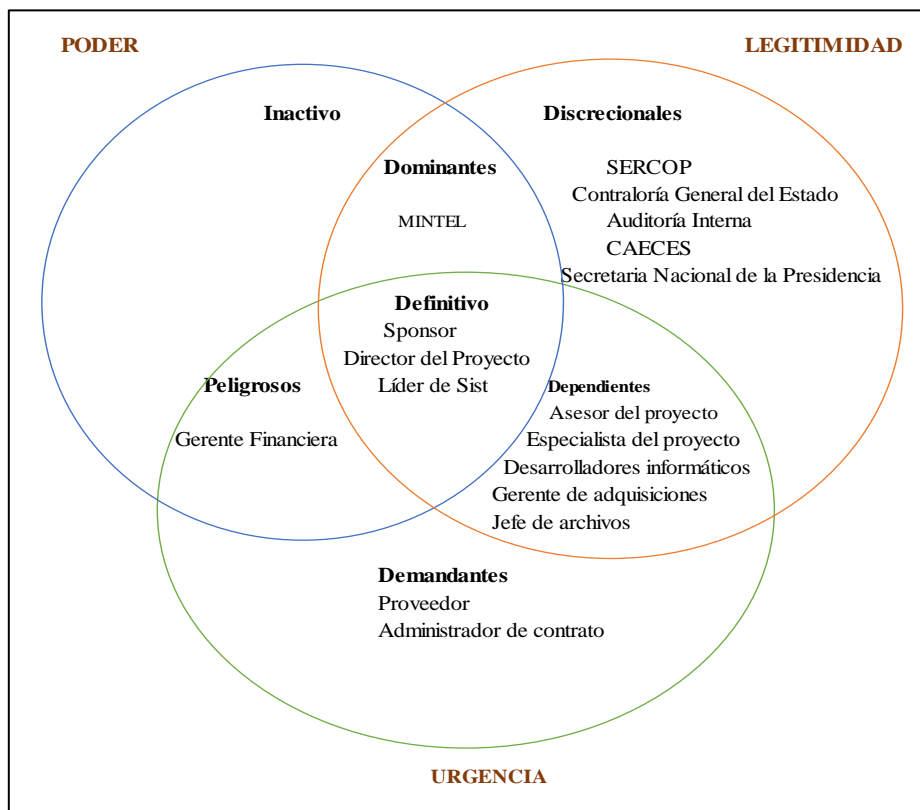 PODER
LEGITIMIDAD
Inactivo
Discrecionales
Dominantes
SERCOP
Contraloría General del Estado
MINTEL
Auditoría Interna
CAECES
Secretaria Nacional de la Presidencia
Definitivo
Sponsor
Director del Proyecto
Líder de Sist
Peligrosos
Gerente Financiera
Dependientes
Asesor del proyecto
Especialista del proyecto
Desarrolladores informáticos
Gerente de adquisiciones
Jefe de archivos
Demandantes
Proveedor
Administrador de contrato
URGENCIA